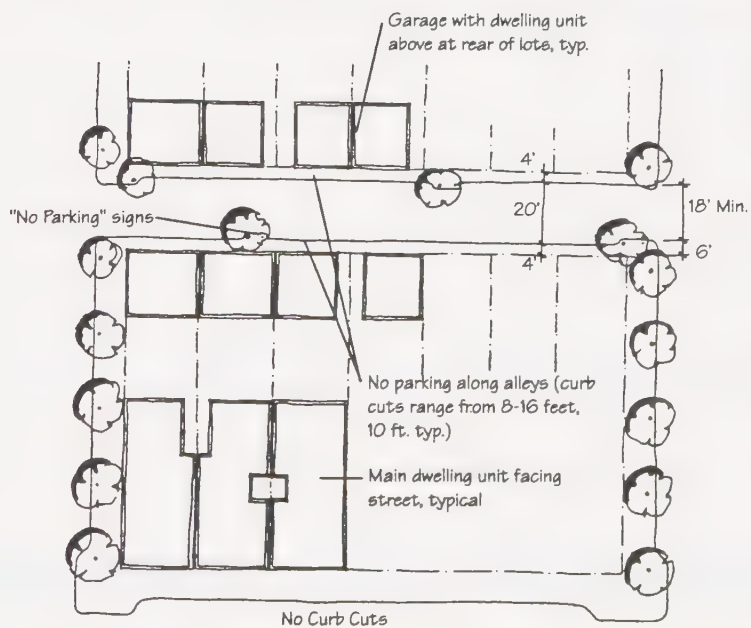 Garage with dwelling unit
above at rear of lots, typ.
4'
"No Parking" signs
20'
18' Min.
4'
6'
No parking along alleys (curb
cuts range from 8-16 feet,
10 ft. typ.)
Main dwelling unit facing
street, typical
No Curb Cuts